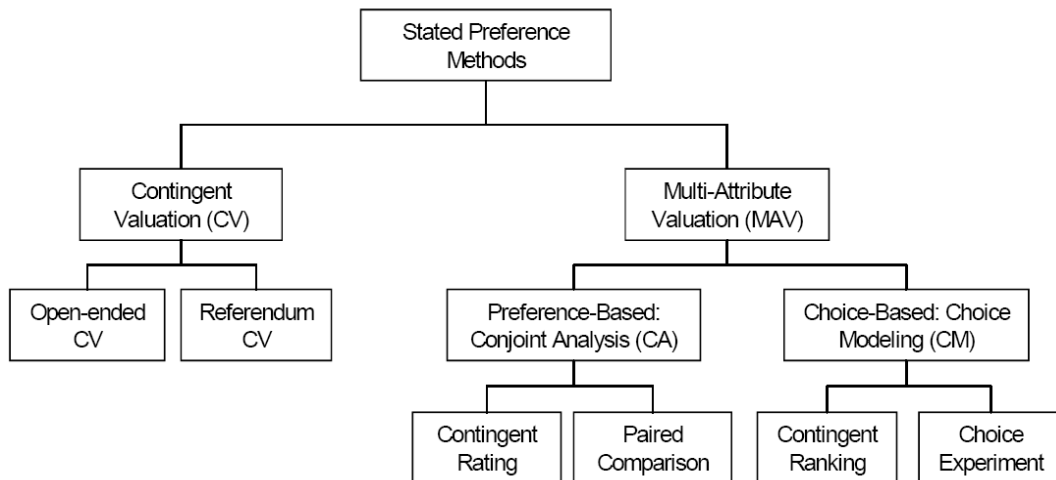 Stated Preference
Methods
Contingent
Valuation (CV)
Multi-Attribute
Valuation (MAV)
Open-ended
CV
Referendum
CV
Preference-Based:
Conjoint Analysis (CA)
Choice-Based: Choice
Modeling (CM)
Contingent
Rating
Paired
Comparison
Contingent
Ranking
Choice
Experiment